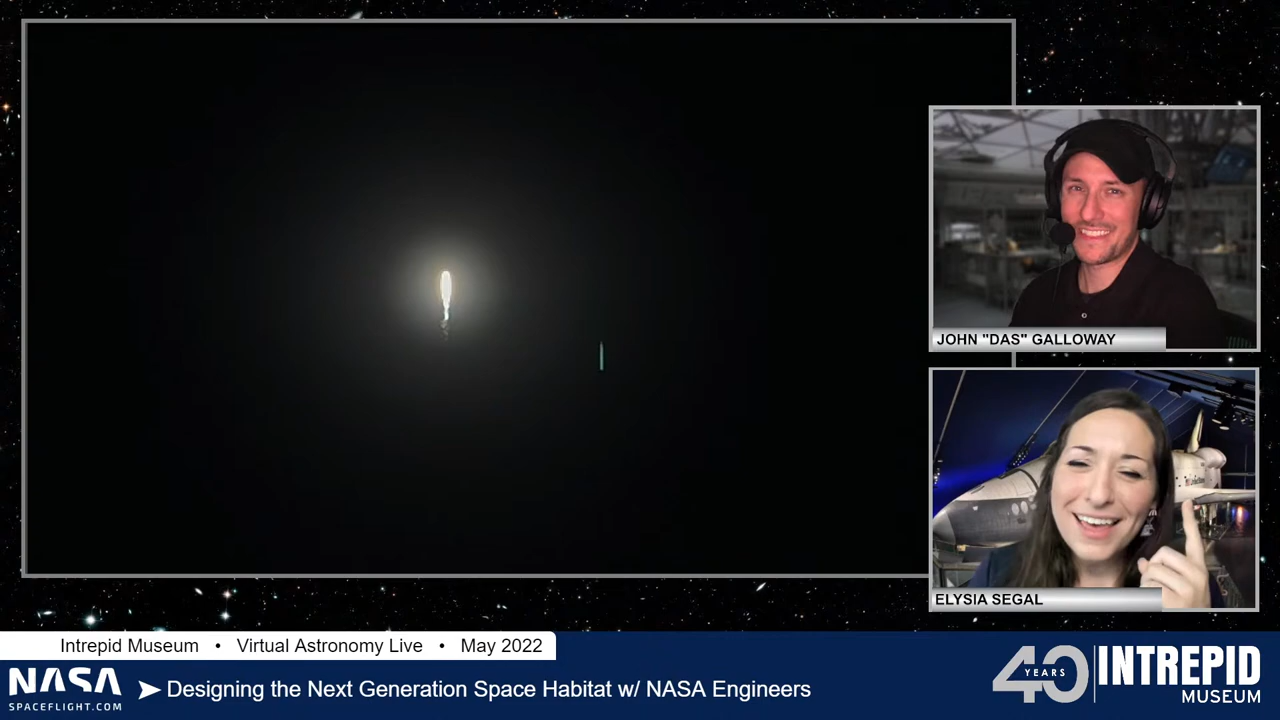 JOHN "DAS" GALLOWAY
ELYSIA SEGAL
Intrepid Museum • Virtual Astronomy Live • May 2022
NASA
SPACEFLIGHT.COM
Designing the Next Generation Space Habitat w/ NASA Engineers
40
YEARS
INTREPID
MUSEUM